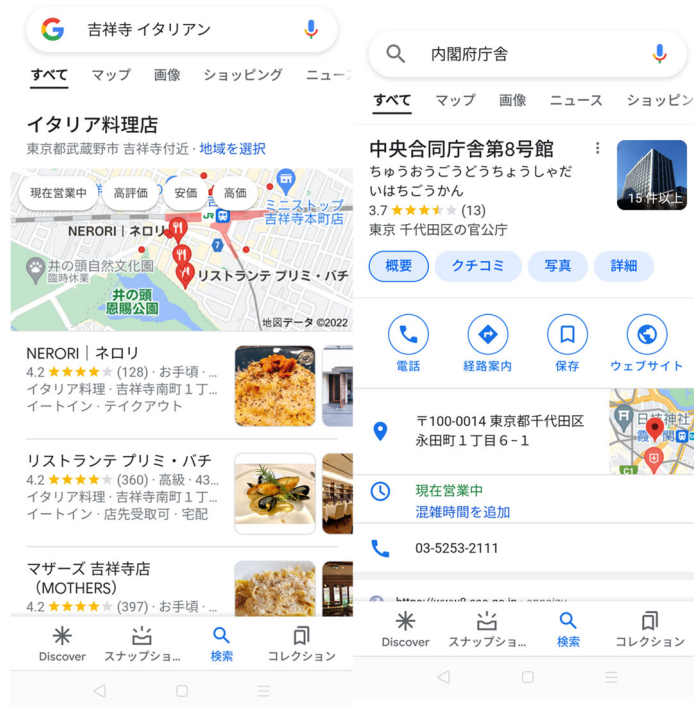 吉祥寺 イタリアン
すべて マップ 画像 ショッピング ニュース
イタリア料理店
東京都武蔵野市 吉祥寺付近・地域を選択
現在営業中 高評価 安価 高価
ミニストップ
吉祥寺本町店
JR
NERORI｜ネロリ
7
井の頭自然文化園
臨時休業
リストランテ プリミ・バチ
井の頭
恩賜公園
地図データ ©2022
NERORI｜ネロリ
4.2 ★★★★★ (128)・お手頃・...
イタリア料理・吉祥寺南町１丁...
イートイン・テイクアウト
リストランテ プリミ・バチ
4.2 ★★★★★ (360)・高級・43...
イタリア料理・吉祥寺南町１丁...
イートイン・店先受取可・宅配
マザーズ 吉祥寺店
（MOTHERS）
4.2 ★★★★★ (397)・お手頃・...
Discover スナップショ... 検索 コレクション
内閣府庁舎
すべて マップ 画像 ニュース ショッピン
中央合同庁舎第8号館
ちゅうおうごうどうちょうしゃだ
いはちごうかん
15 件以上
3.7 ★★★★★ (13)
東京 千代田区の官公庁
概要 クチコミ 写真 詳細
電話 経路案内 保存 ウェブサイト
〒100-0014 東京都千代田区
永田町１丁目６−１
日枝神社
霞 関
C1
現在営業中
混雑時間を追加
03-5253-2111
Discover スナップショ... 検索 コレクション